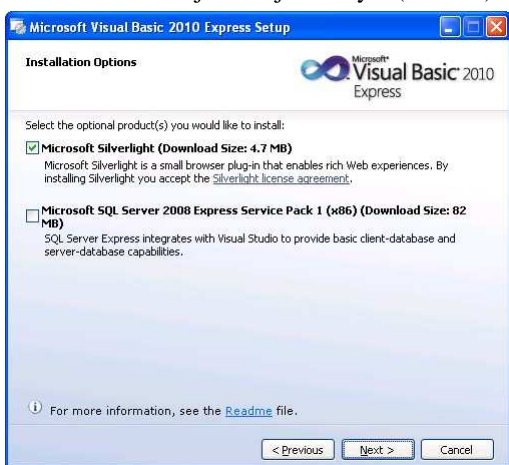 Microsoft Visual Basic 2010 Express Setup
Installation Options
Microsoft®
Visual Basic® 2010
Express
Select the optional product(s) you would like to install:
Microsoft Silverlight (Download Size: 4.7 MB)
Microsoft Silverlight is a small browser plug-in that enables rich Web experiences. By
installing Silverlight you accept the Silverlight license agreement.
Microsoft SQL Server 2008 Express Service Pack 1 (x86) (Download Size: 82
MB)
SQL Server Express integrates with Visual Studio to provide basic client-database and
server-database capabilities.
For more information, see the Readme file.
< Previous
Next >
Cancel